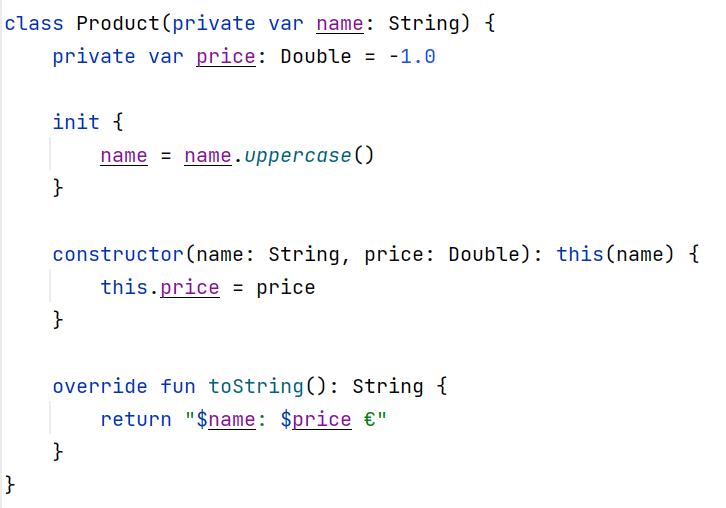 class Product(private var name: String) {
    private var price: Double = -1.0

    init {
        name = name.uppercase()
    }

    constructor(name: String, price: Double): this(name) {
        this.price = price
    }

    override fun toString(): String {
        return "$name: $price €"
    }
}